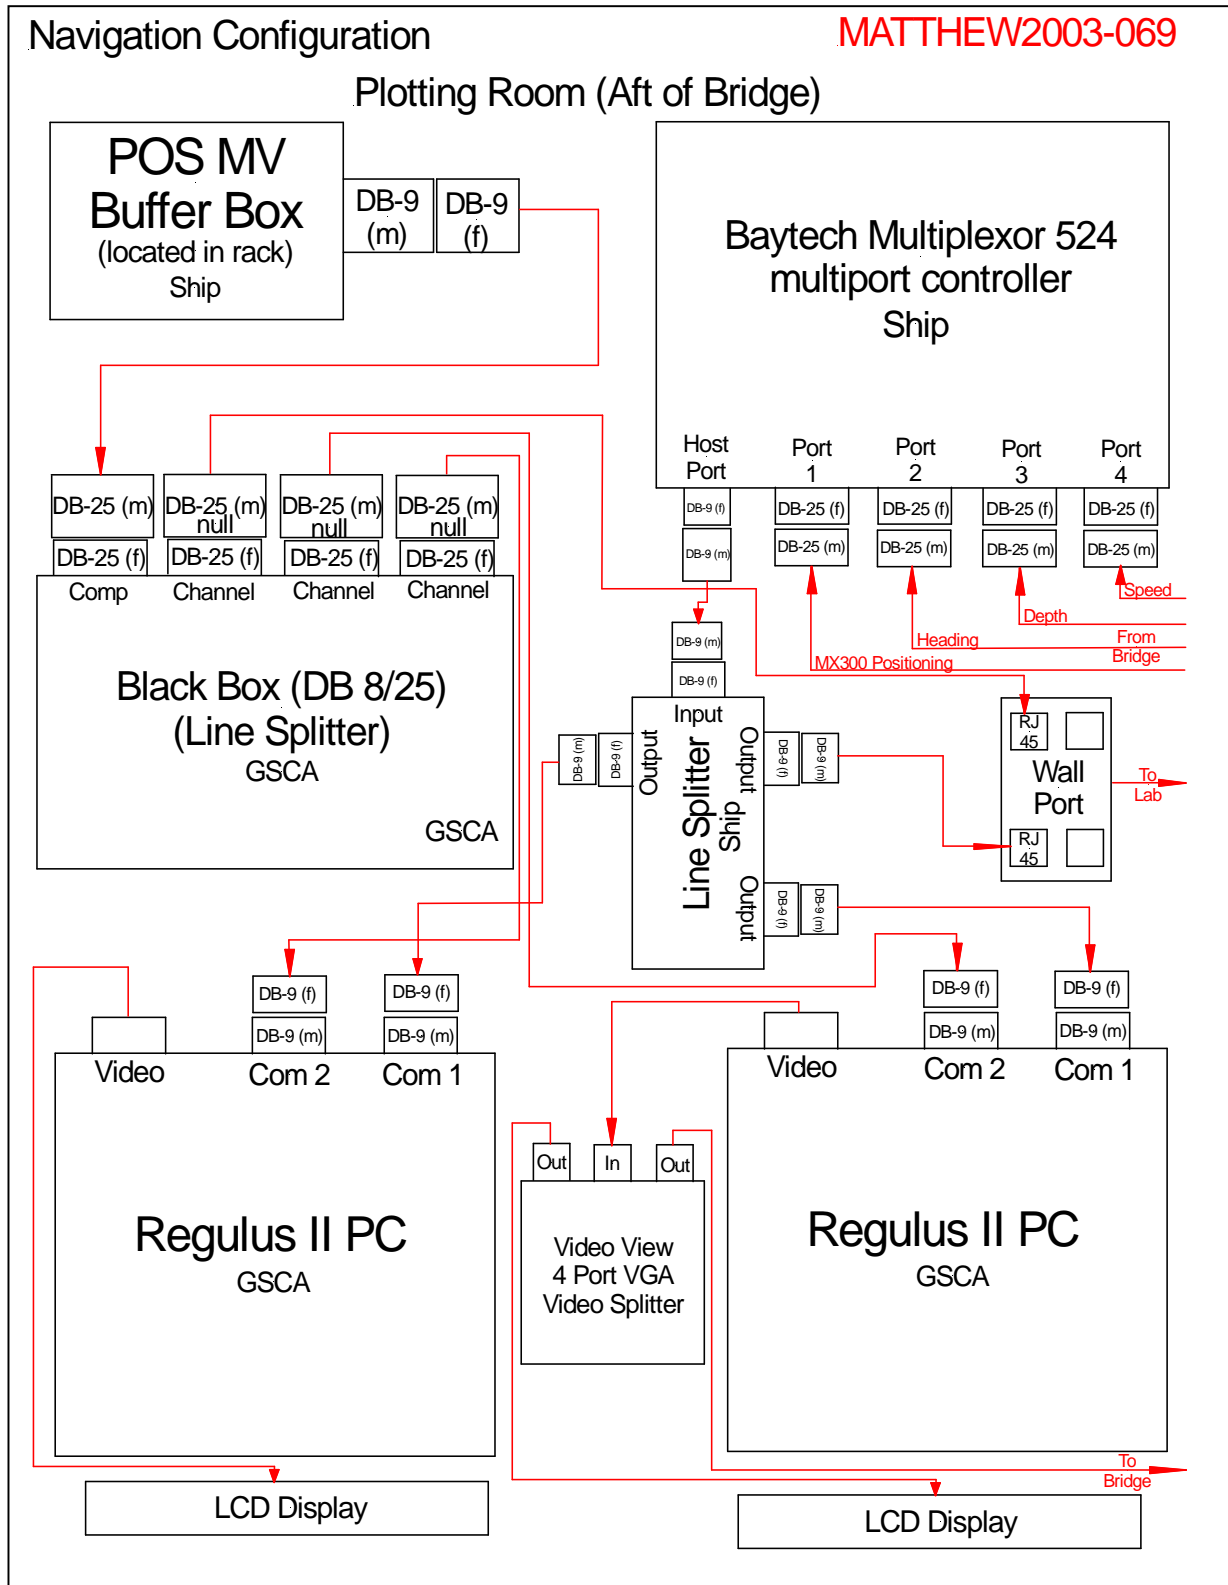 Navigation Configuration
MATTHEW2003-069
Plotting Room (Aft of Bridge)
POS MV
Buffer Box
(located in rack)
Ship
DB-9
(m)
DB-9
(f)
Baytech Multiplexor 524
multiport controller
Ship
Host
Port
Port
1
Port
2
Port
3
Port
4
DB-9 (f)
DB-25 (f)
DB-25 (f)
DB-25 (f)
DB-25 (f)
DB-9 (m)
DB-25 (m)
DB-25 (m)
DB-25 (m)
DB-25 (m)
Speed
Depth
Heading
From
Bridge
MX300 Positioning
DB-25 (m)
DB-25 (m)
null
DB-25 (m)
null
DB-25 (m)
null
DB-25 (f)
DB-25 (f)
DB-25 (f)
DB-25 (f)
Comp
Channel
Channel
Channel
Black Box (DB 8/25)
(Line Splitter)
GSCA
GSCA
DB-9 (m)
DB-9 (f)
Input
DB-9 (m)
DB-9 (f)
Output
Line Splitter
Ship
Output
DB-9 (f)
DB-9 (m)
Output
DB-9 (f)
DB-9 (m)
RJ
45
Wall
Port
RJ
45
To
Lab
DB-9 (f)
DB-9 (f)
DB-9 (m)
DB-9 (m)
Video
Com 2
Com 1
Regulus II PC
GSCA
DB-9 (f)
DB-9 (f)
DB-9 (m)
DB-9 (m)
Video
Com 2
Com 1
Regulus II PC
GSCA
Out
In
Out
Video View
4 Port VGA
Video Splitter
To
Bridge
LCD Display
LCD Display